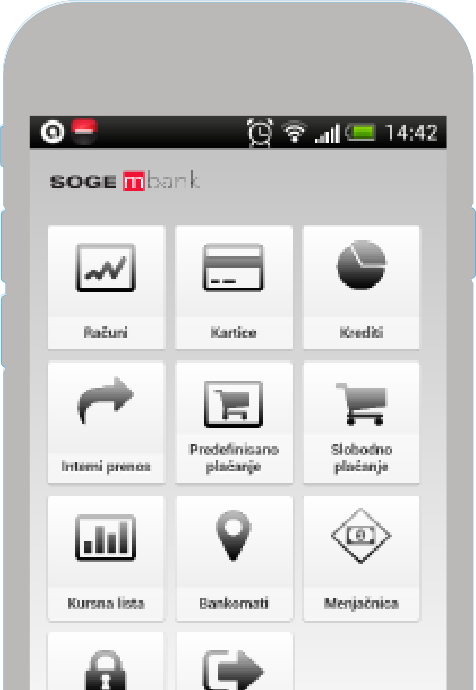 14:42
SOGE mbank
Računi
Kartice
Krediti
Interni prenos
Predefinisano
plaćanje
Slobodno
plaćanje
Kursna lista
Bankomati
Menjačnica